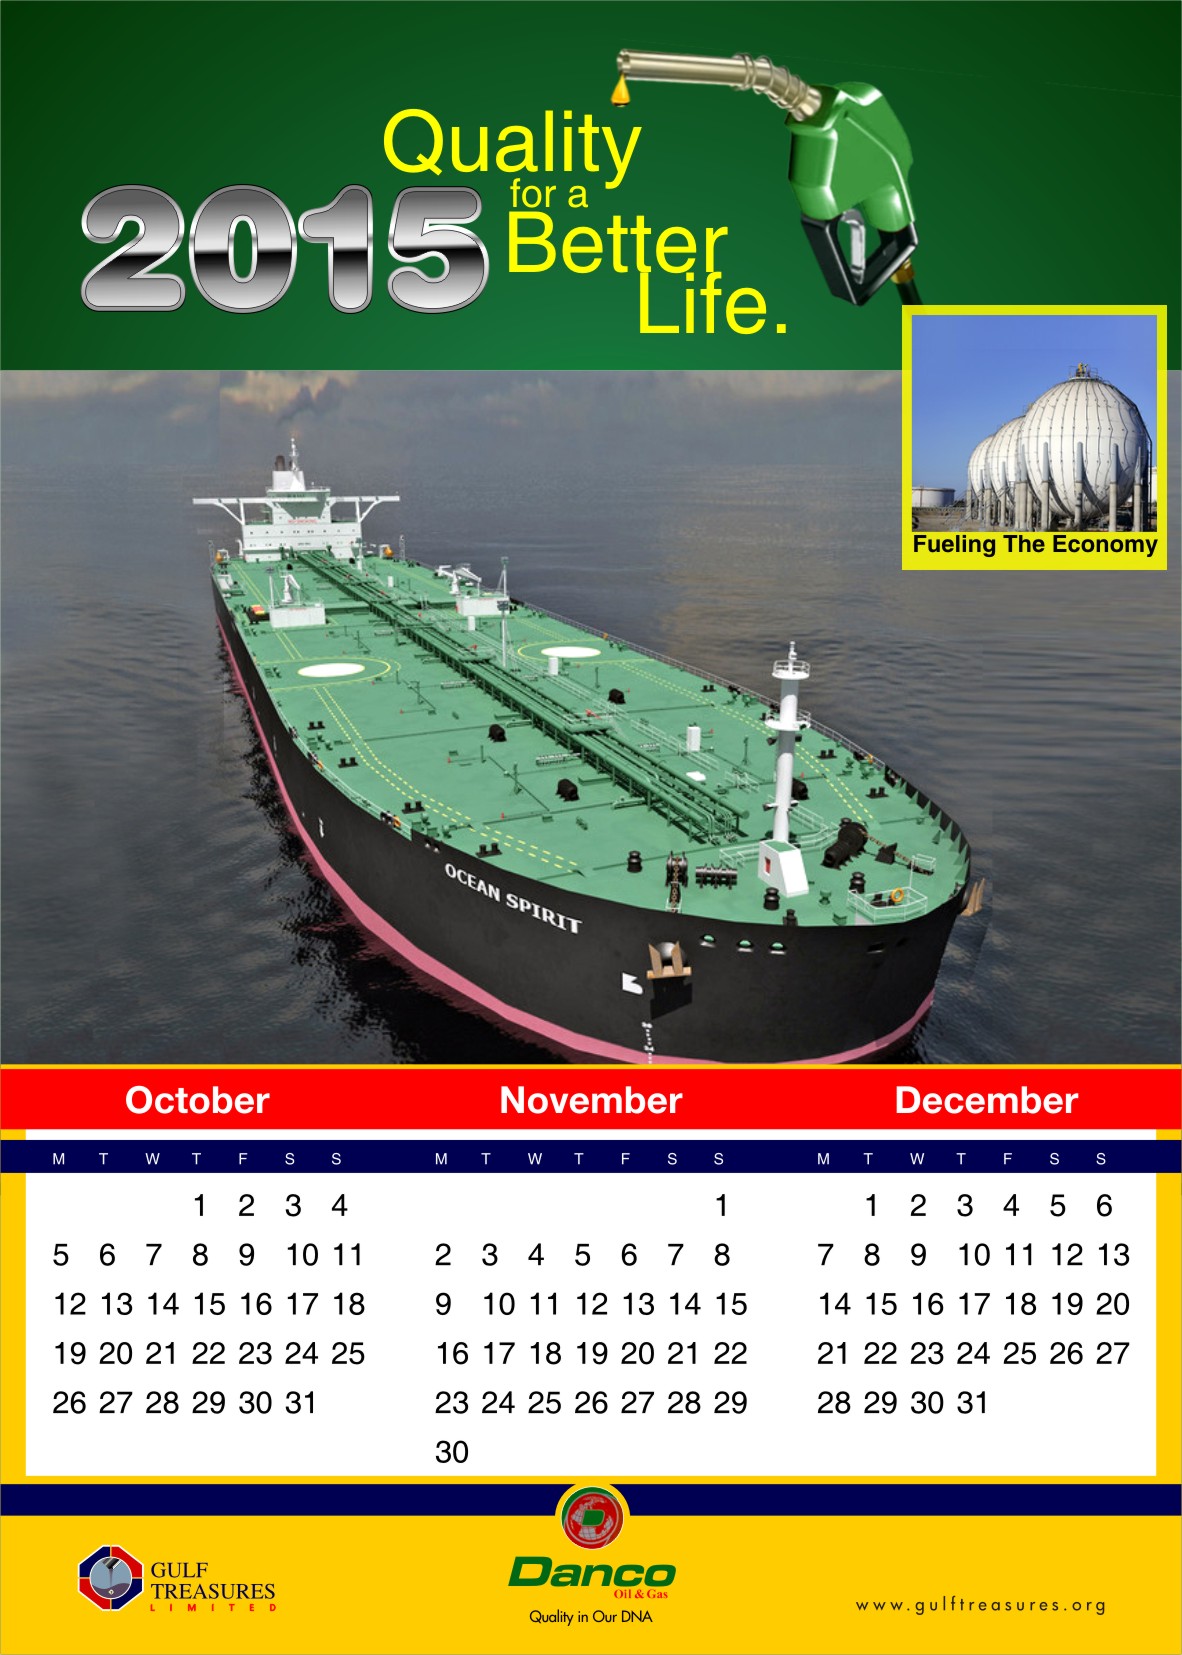 Quality
for a
2015
Better
Life.
Fueling The Economy
OCEAN SPIRIT
October November December
M T W T F S S M T W T F S S M T W T F S S
1 2 3 4 1 1 2 3 4 5 6
5 6 7 8 9 10 11 2 3 4 5 6 7 8 7 8 9 10 11 12 13
12 13 14 15 16 17 18 9 10 11 12 13 14 15 14 15 16 17 18 19 20
19 20 21 22 23 24 25 16 17 18 19 20 21 22 21 22 23 24 25 26 27
26 27 28 29 30 31 23 24 25 26 27 28 29 28 29 30 31
30
D
GULF
TREASURES
LIMITED
Danco
Oil & Gas
Quality in Our DNA
www.gulftreasures.org